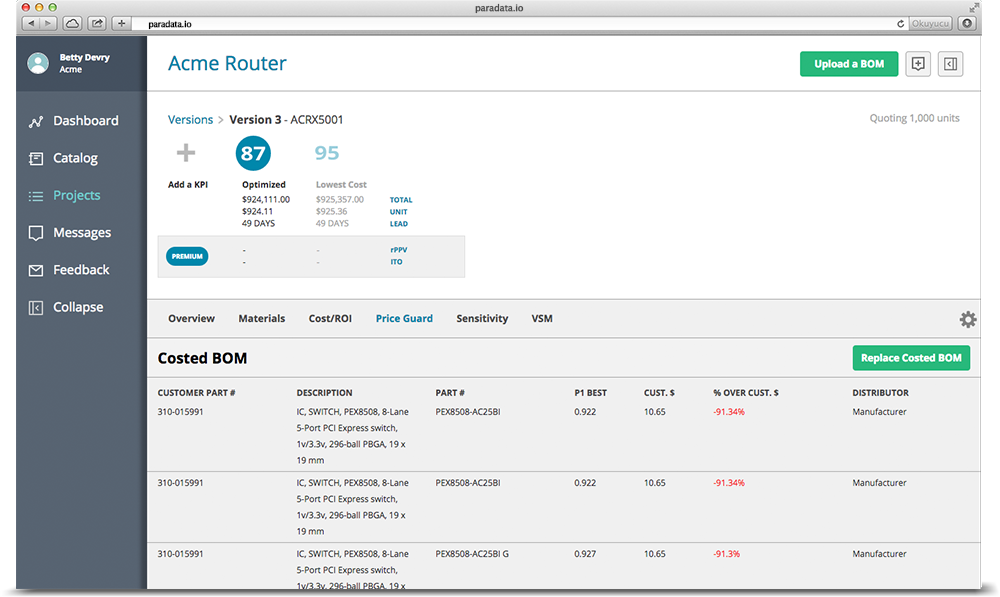 paradata.io
paradata.io
Okuyucu
Betty Devry
Acme
Acme Router
Upload a BOM
Dashboard
Catalog
Projects
Messages
Feedback
Collapse
Versions > Version 3 - ACRX5001
Quoting 1,000 units
87 95
Add a KPI Optimized Lowest Cost
$924,111.00 $925,357.00 TOTAL
$924.11 $925.36 UNIT
49 DAYS 49 DAYS LEAD
PREMIUM
- - rPPV
- - ITO
Overview Materials Cost/ROI Price Guard Sensitivity VSM
Costed BOM
Replace Costed BOM
CUSTOMER PART # DESCRIPTION PART # P1 BEST CUST. $ % OVER CUST. $ DISTRIBUTOR
310-015991 IC, SWITCH, PEX8508, 8-Lane PEX8508-AC25BI 0.922 10.65 -91.34% Manufacturer
5-Port PCI Express switch,
1v/3.3v, 296-ball PBGA, 19 x
19 mm
310-015991 IC, SWITCH, PEX8508, 8-Lane PEX8508-AC25BI 0.922 10.65 -91.34% Manufacturer
5-Port PCI Express switch,
1v/3.3v, 296-ball PBGA, 19 x
19 mm
310-015991 IC, SWITCH, PEX8508, 8-Lane PEX8508-AC25BI G 0.927 10.65 -91.3% Manufacturer
5-Port PCI Express switch,
1v/3.3v, 296-ball PBGA, 19 x